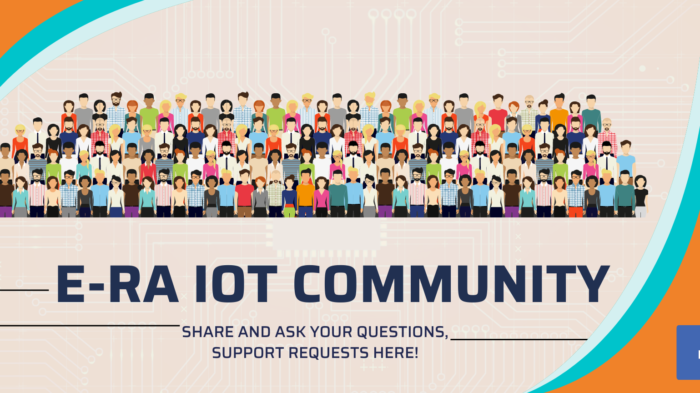 E-RA IOT COMMUNITY
SHARE AND ASK YOUR QUESTIONS,
SUPPORT REQUESTS HERE!